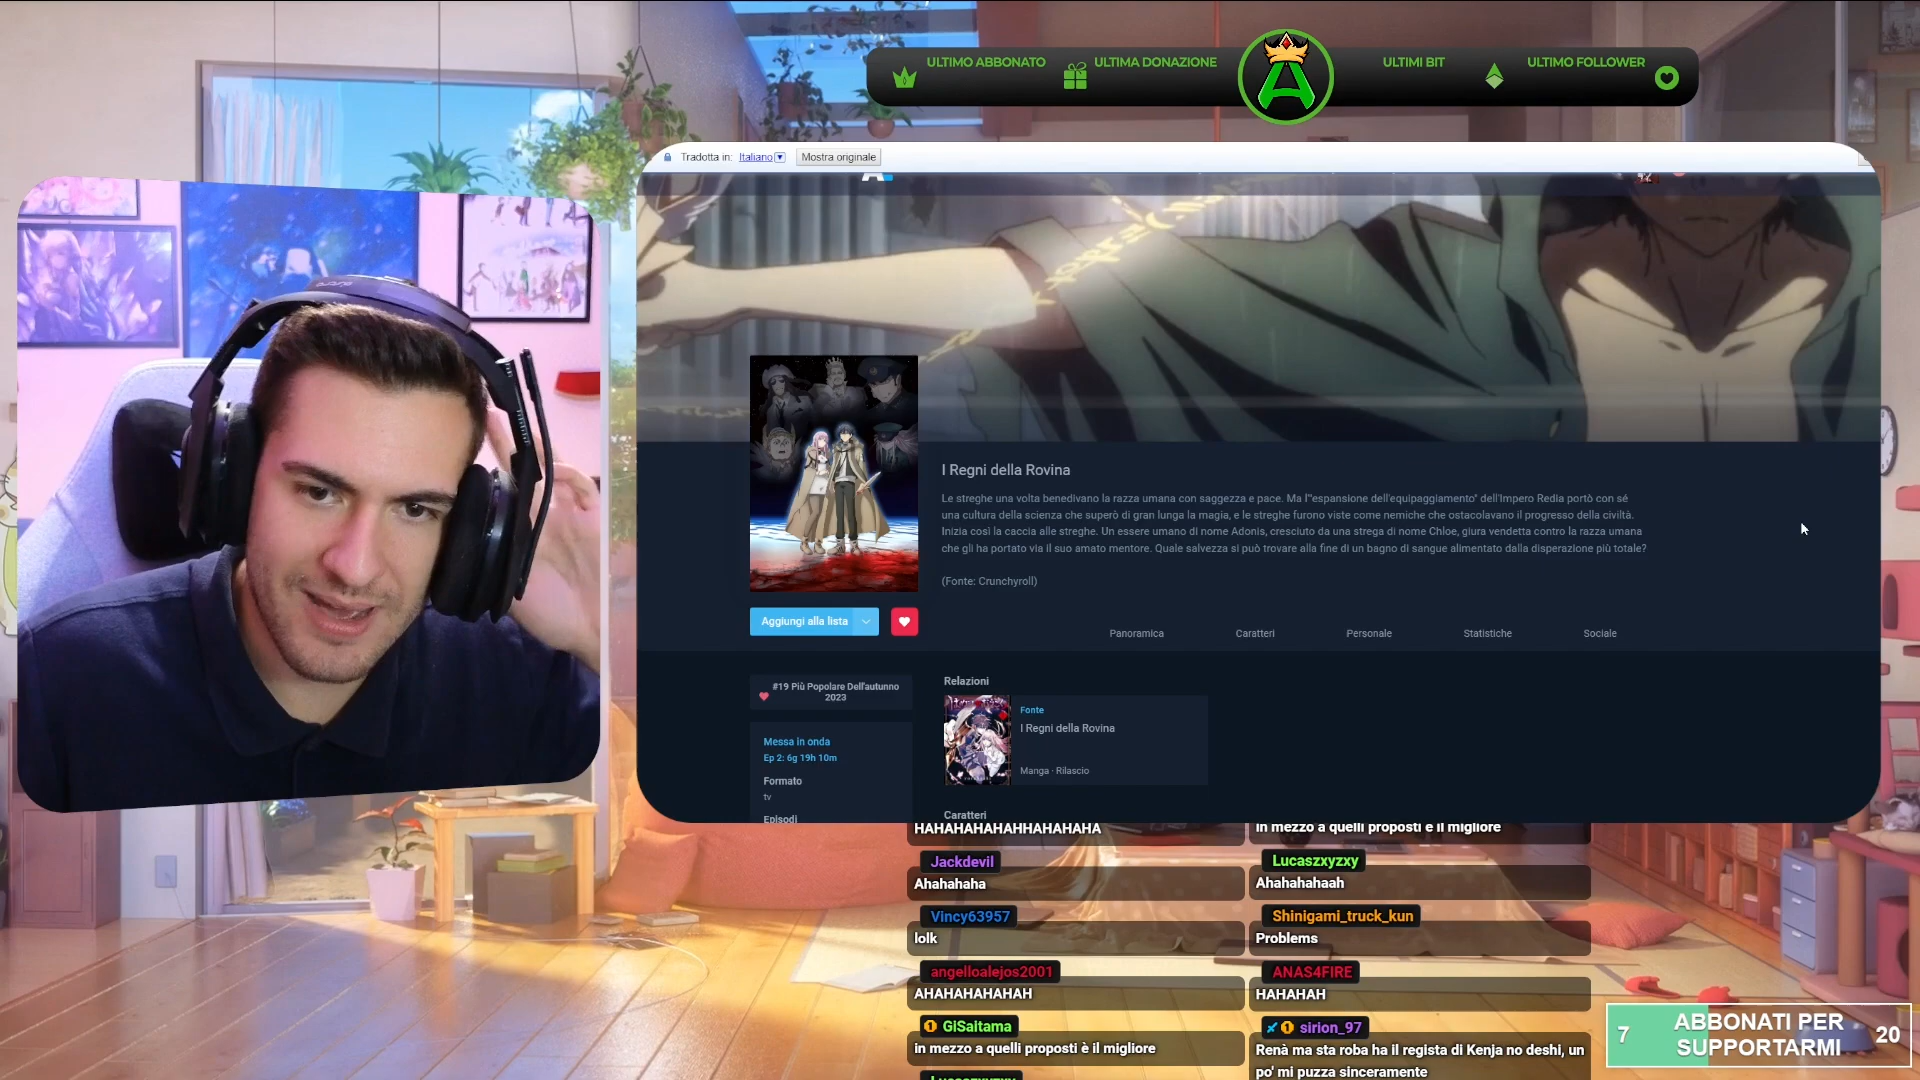 ULTIMO ABBONATO
ULTIMA DONAZIONE
ULTIMI BIT
ULTIMO FOLLOWER
Tradotta in: Italiano
Mostra originale
I Regni della Rovina
Le streghe una volta benedivano la razza umana con saggezza e pace. Ma l'"espansione dell'equipaggiamento" dell'Impero Redia portò con sé
una cultura della scienza che superò di gran lunga la magia, e le streghe furono viste come nemiche che ostacolavano il progresso della civiltà.
Inizia così la caccia alle streghe. Un essere umano di nome Adonis, cresciuto da una strega di nome Chloe, giura vendetta contro la razza umana
che gli ha portato via il suo amato mentore. Quale salvezza si può trovare alla fine di un bagno di sangue alimentato dalla disperazione più totale?
(Fonte: Crunchyroll)
Aggiungi alla lista
Panoramica
Caratteri
Personale
Statistiche
Sociale
#19 Più Popolare Dell'autunno
2023
Messa in onda
Ep 2: 6g 19h 10m
Formato
tv
Episodi
Relazioni
Fonte
I Regni della Rovina
Manga · Rilascio
Caratteri
HAHAHAHAHAHHAHAHAHA
Jackdevil
Ahahahaha
Vincy63957
lolk
angelloalejos2001
AHAHAHAHAHAH
GiSaitama
in mezzo a quelli proposti è il migliore
in mezzo a quelli proposti è il migliore
Lucaszxyzxy
Ahahahahaah
Shinigami_truck_kun
Problems
ANAS4FIRE
HAHAHAH
sirion_97
Renà ma sta roba ha il regista di Kenja no deshi, un
po' mi puzza sinceramente
7
ABBONATI PER
SUPPORTARMI
20